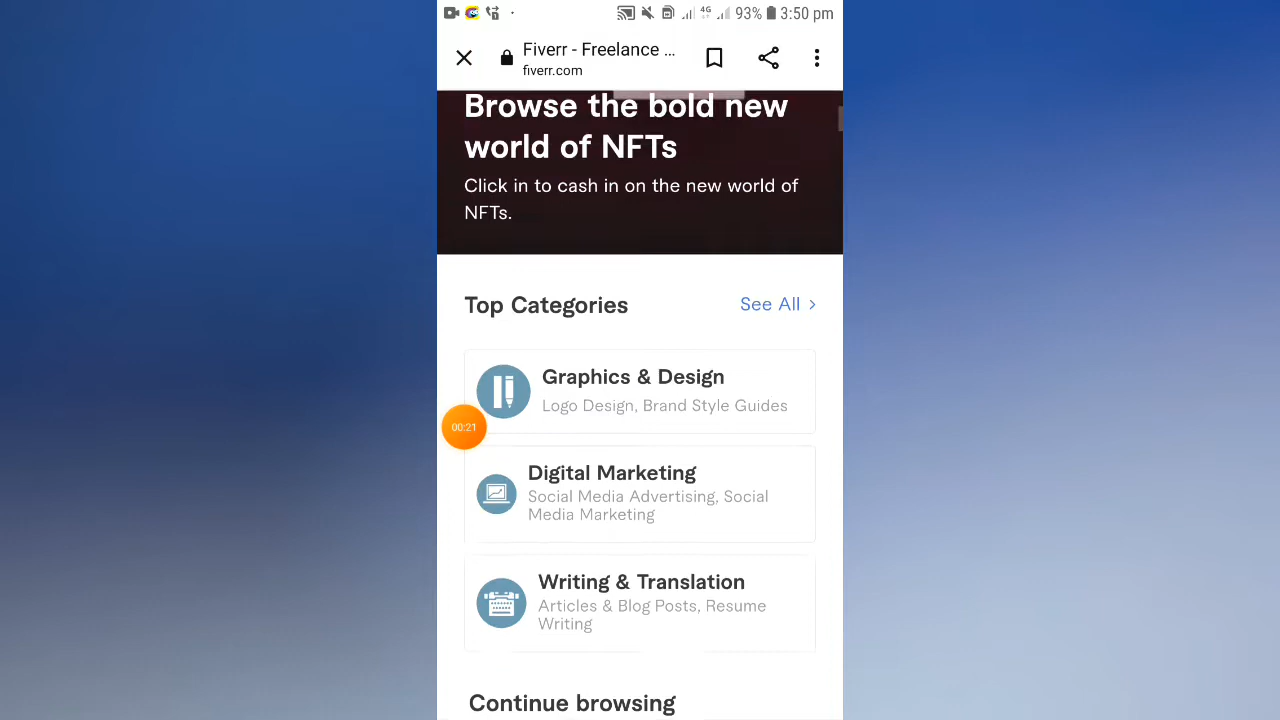 4G 93% 3:50 pm
Fiverr - Freelance ...
fiverr.com
Browse the bold new
world of NFTs
Click in to cash in on the new world of
NFTs.
Top Categories
See All
Graphics & Design
Logo Design, Brand Style Guides
00:21
Digital Marketing
Social Media Advertising, Social
Media Marketing
Writing & Translation
Articles & Blog Posts, Resume
Writing
Continue browsing